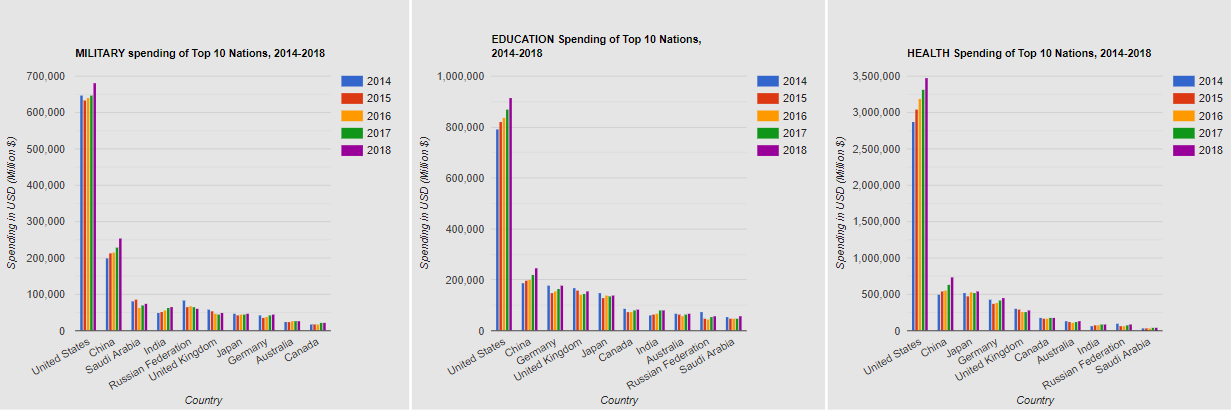 MILITARY spending of Top 10 Nations, 2014-2018
700,000
600,000
500,000
400,000
300,000
200,000
100,000
0
Spending in USD (Million $)
2014
2015
2016
2017
2018
United States
China
Saudi Arabia
India
Russian Federation
United Kingdom
Japan
Germany
Australia
Canada
Country
EDUCATION Spending of Top 10 Nations,
2014-2018
1,000,000
800,000
600,000
400,000
200,000
0
Spending in USD (Million $)
2014
2015
2016
2017
2018
United States
China
Germany
United Kingdom
Japan
Canada
India
Australia
Russian Federation
Saudi Arabia
Country
HEALTH Spending of Top 10 Nations, 2014-2018
3,500,000
3,000,000
2,500,000
2,000,000
1,500,000
1,000,000
500,000
0
Spending in USD (Million $)
2014
2015
2016
2017
2018
United States
China
Japan
Germany
United Kingdom
Canada
Australia
India
Russian Federation
Saudi Arabia
Country